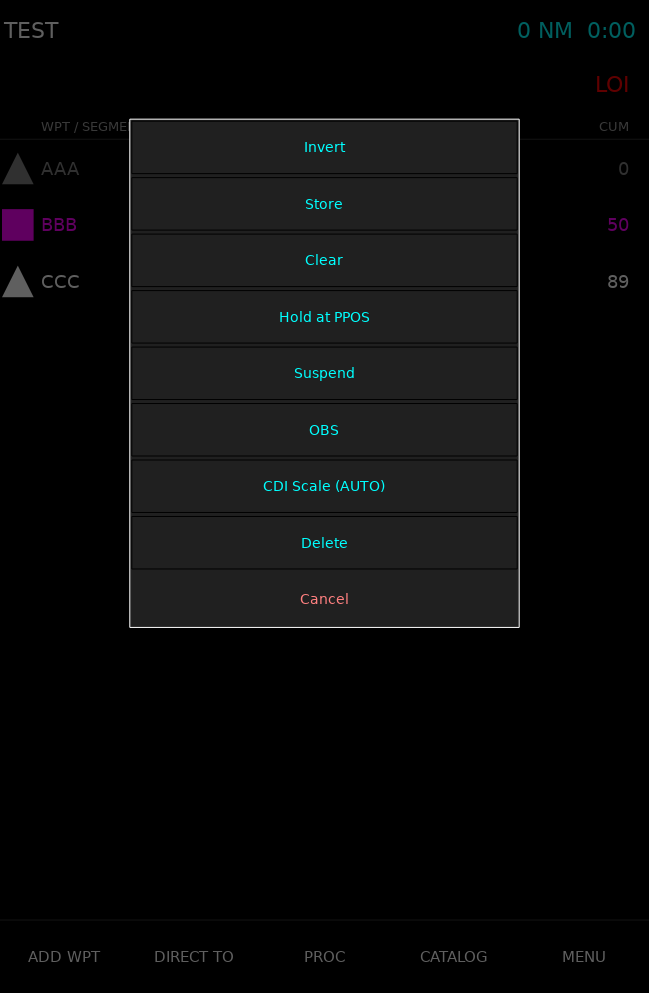 TEST 0 NM 0:00
LOI
WPT / SEGME CUM
AAA 0
BBB 50
CCC 89
Invert
Store
Clear
Hold at PPOS
Suspend
OBS
CDI Scale (AUTO)
Delete
Cancel
ADD WPT DIRECT TO PROC CATALOG MENU